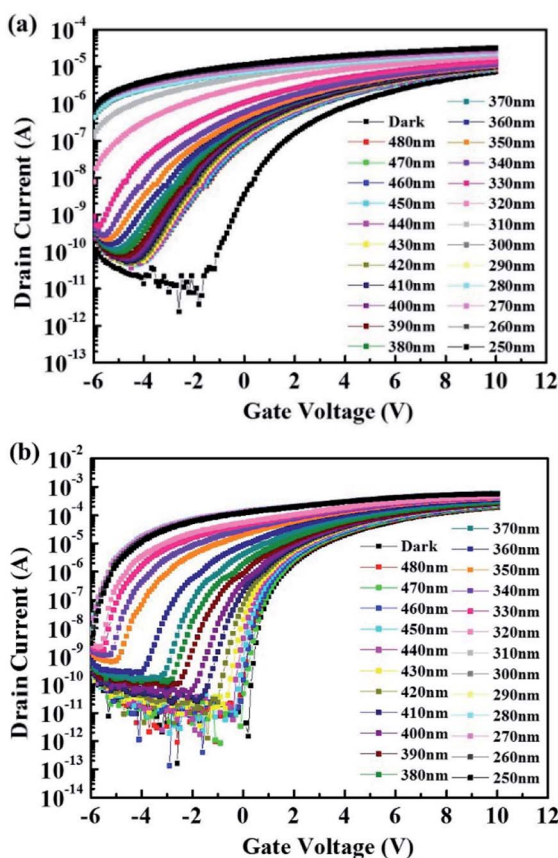 (a)
10⁻⁴
10⁻⁵
10⁻⁶
10⁻⁷
10⁻⁸
10⁻⁹
10⁻¹⁰
10⁻¹¹
10⁻¹²
10⁻¹³
Drain Current (A)
-6 -4 -2 0 2 4 6 8 10 12
Gate Voltage (V)
Dark
480nm
470nm
460nm
450nm
440nm
430nm
420nm
410nm
400nm
390nm
380nm
370nm
360nm
350nm
340nm
330nm
320nm
310nm
300nm
290nm
280nm
270nm
260nm
250nm
(b)
10⁻²
10⁻³
10⁻⁴
10⁻⁵
10⁻⁶
10⁻⁷
10⁻⁸
10⁻⁹
10⁻¹⁰
10⁻¹¹
10⁻¹²
10⁻¹³
10⁻¹⁴
Drain Current (A)
-6 -4 -2 0 2 4 6 8 10 12
Gate Voltage (V)
Dark
480nm
470nm
460nm
450nm
440nm
430nm
420nm
410nm
400nm
390nm
380nm
370nm
360nm
350nm
340nm
330nm
320nm
310nm
300nm
290nm
280nm
270nm
260nm
250nm